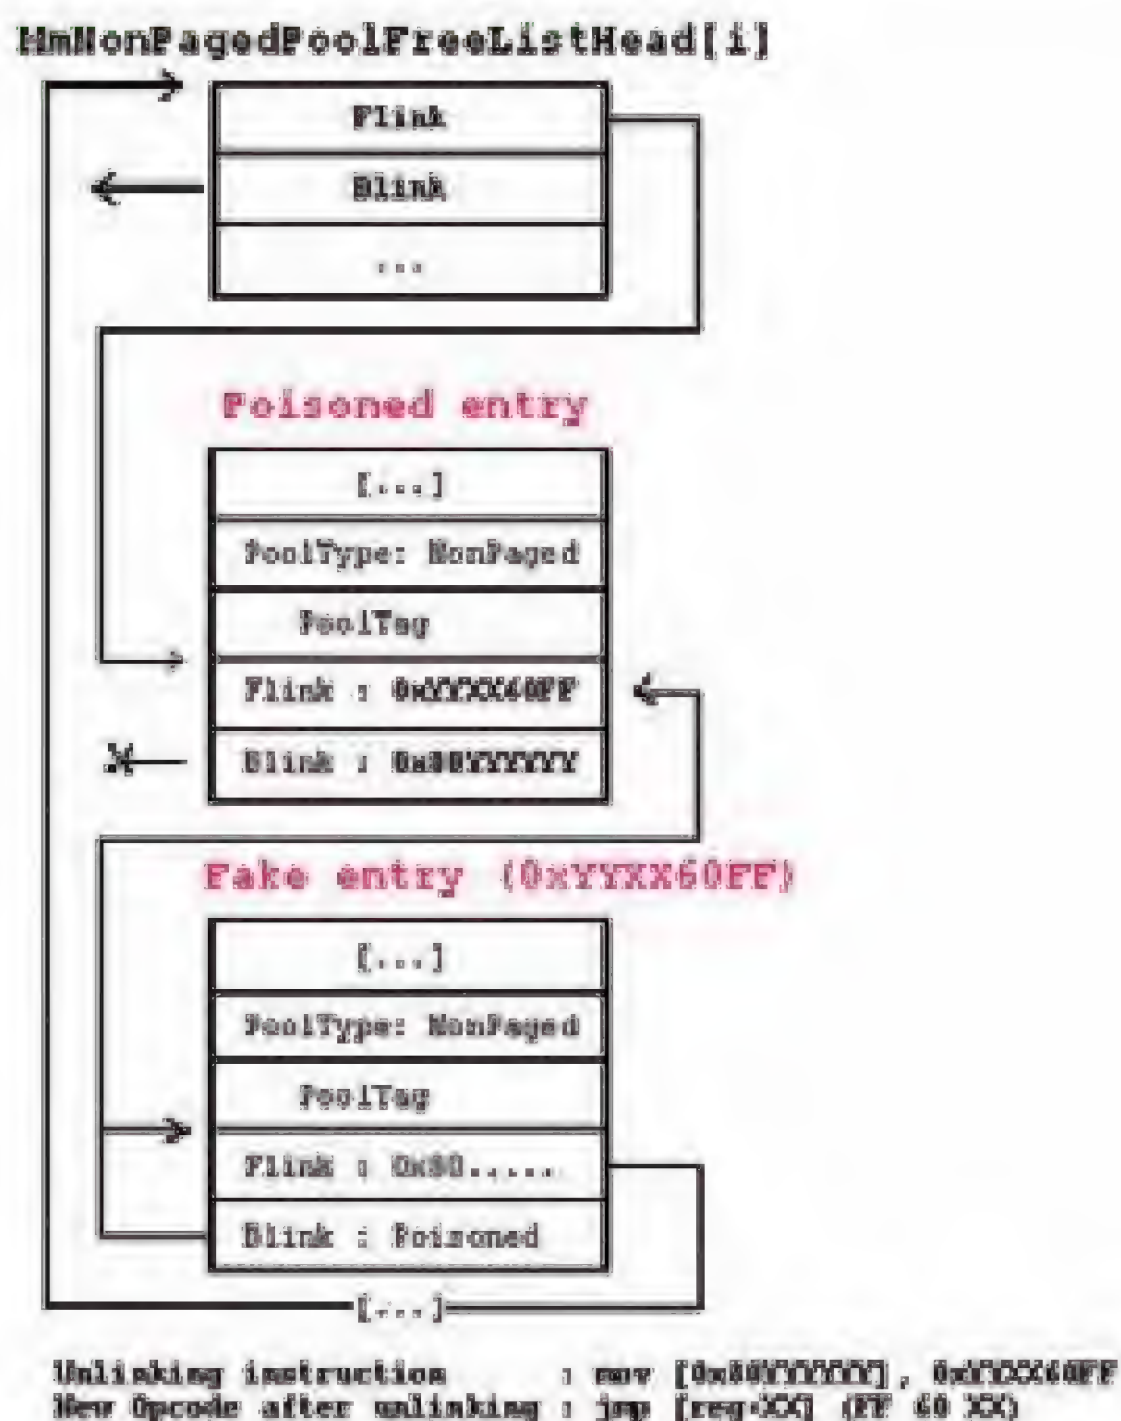 MmNonPagedPoolFreeListHead[i]
Flink
Blink
...
Poisoned entry
[...]
PoolType: NonPaged
PoolTag
Flink : 0xYYXX60FF
Blink : 0x80YYYYYY
Fake entry (0xYYXX60FF)
[...]
PoolType: NonPaged
PoolTag
Flink : 0x80.....
Blink : Poisoned
[...]
Unlinking instruction : mov [0x80YYYYYY], 0xYYXX60FF
New Opcode after unlinking : jmp [reg+XX] (FF 60 XX)